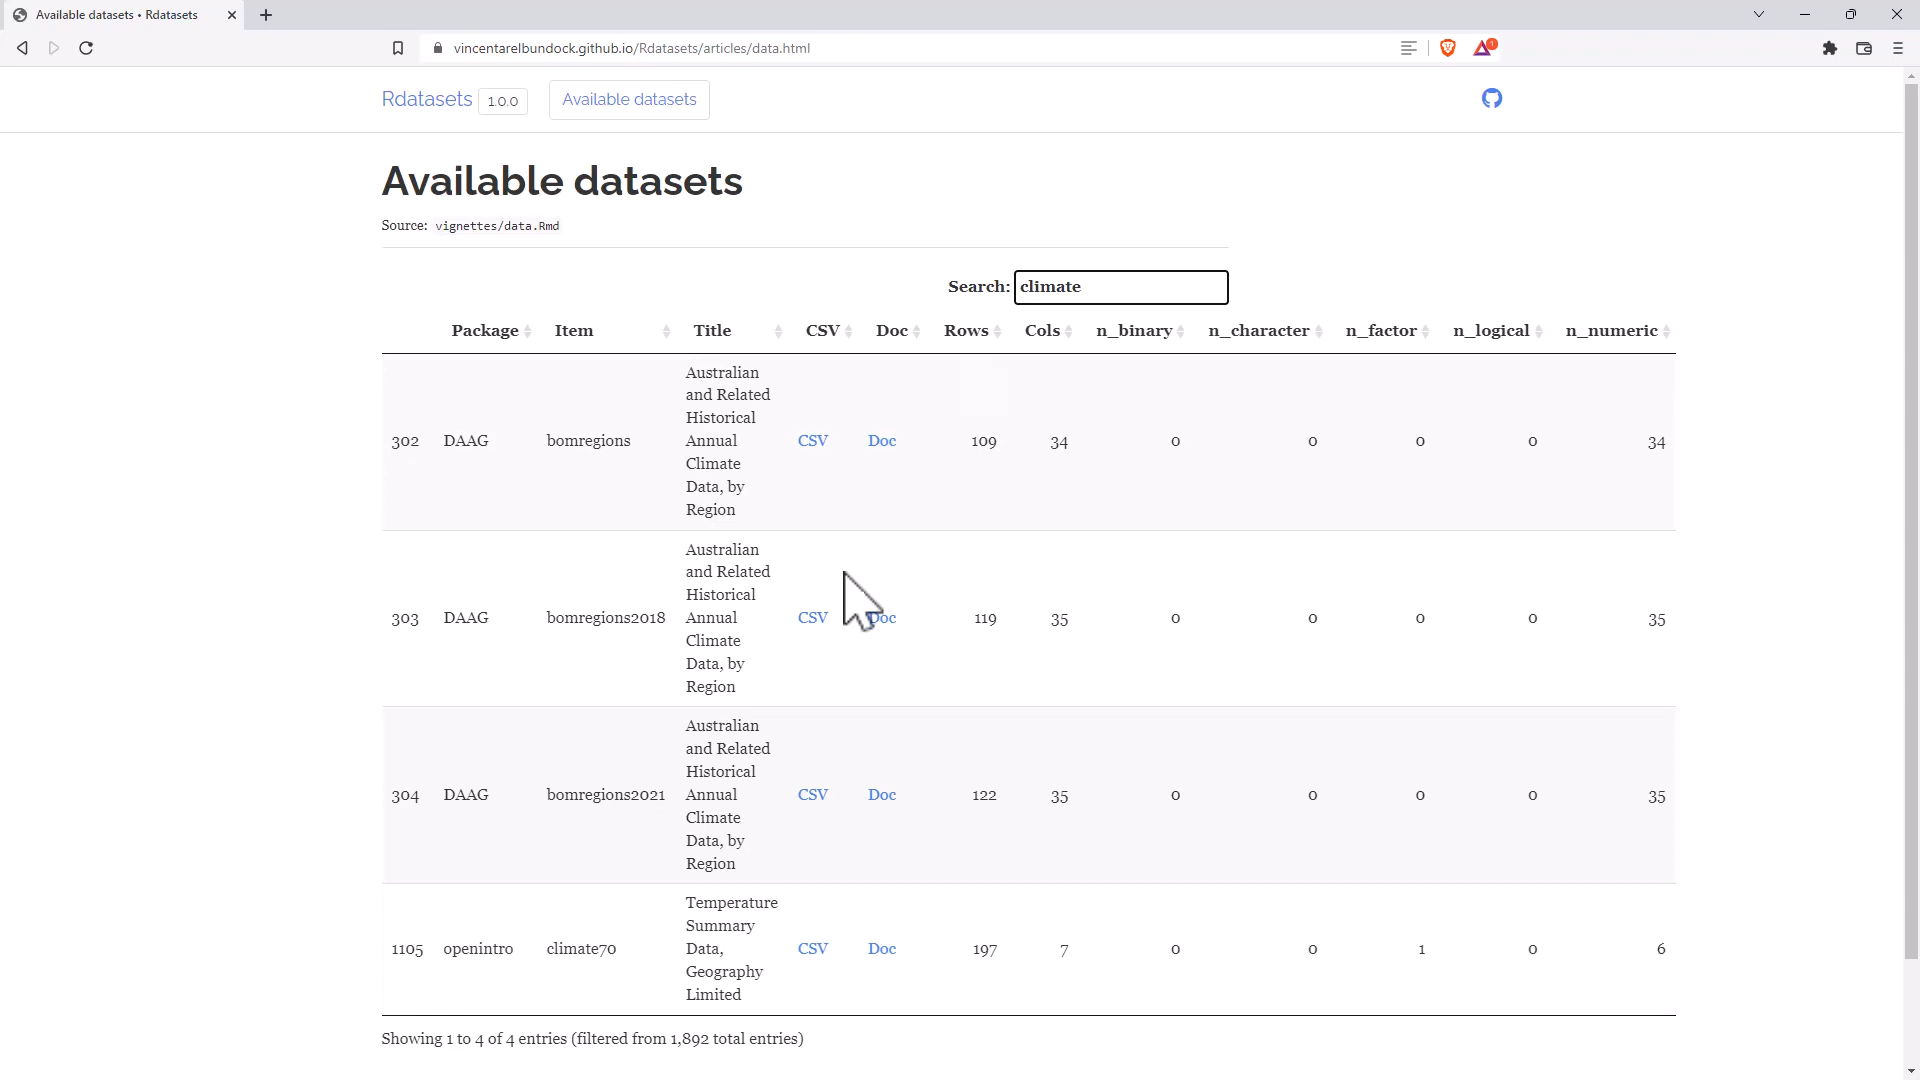 Available datasets • Rdatasets
vincentarelbundock.github.io/Rdatasets/articles/data.html
1
Rdatasets 1.0.0 Available datasets
Available datasets
Source: vignettes/data.Rmd
Search: climate
Package Item Title CSV Doc Rows Cols n_binary n_character n_factor n_logical n_numeric
Australian
and Related
Historical
302 DAAG bomregions Annual CSV Doc 109 34 0 0 0 0 34
Climate
Data, by
Region
Australian
and Related
Historical
303 DAAG bomregions2018 Annual CSV Doc 119 35 0 0 0 0 35
Climate
Data, by
Region
Australian
and Related
Historical
304 DAAG bomregions2021 Annual CSV Doc 122 35 0 0 0 0 35
Climate
Data, by
Region
Temperature
Summary
1105 openintro climate70 Data, CSV Doc 197 7 0 0 1 0 6
Geography
Limited
Showing 1 to 4 of 4 entries (filtered from 1,892 total entries)